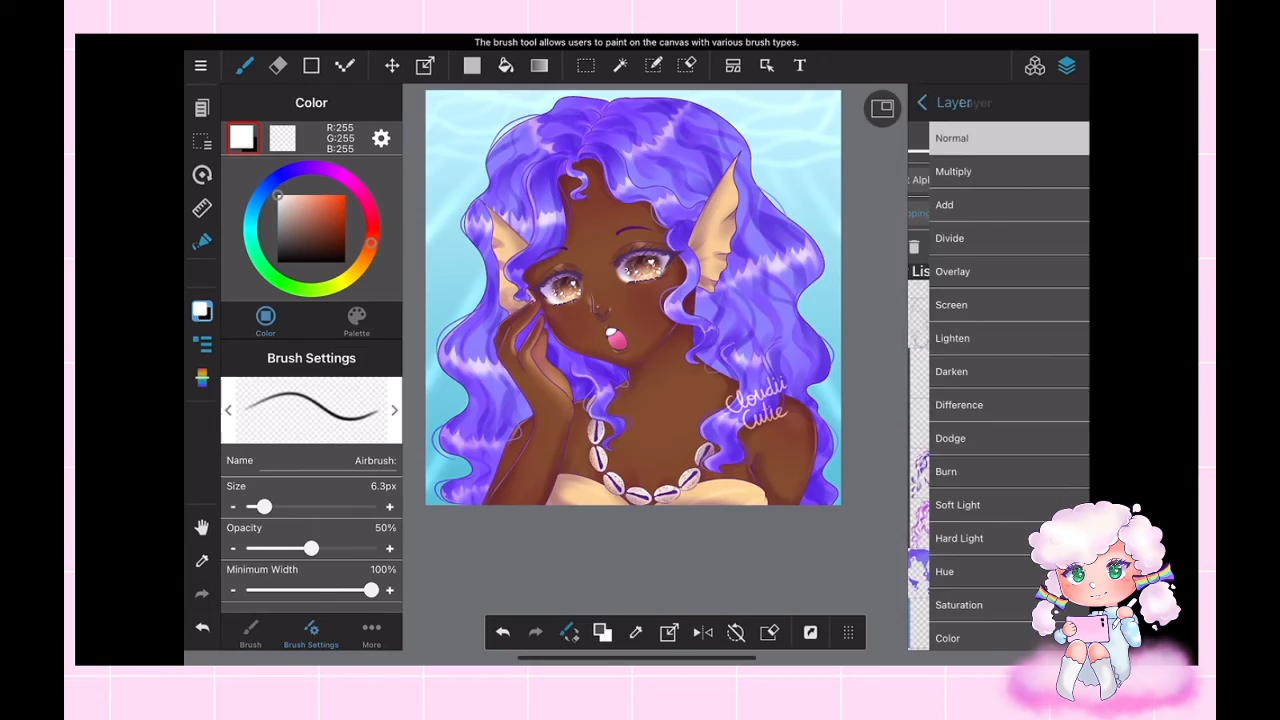 The brush tool allows users to paint on the canvas with various brush types.
T
Color
R:255
G:255
B:255
Color
Palette
Brush Settings
Name Airbrush:
Size 6.3px
- +
Opacity 50%
- +
Minimum Width 100%
- +
Brush
Brush Settings
More
Cloudii
Cutie
Layer
Normal
Multiply
Add
Divide
Overlay
Screen
Lighten
Darken
Difference
Dodge
Burn
Soft Light
Hard Light
Hue
Saturation
Color